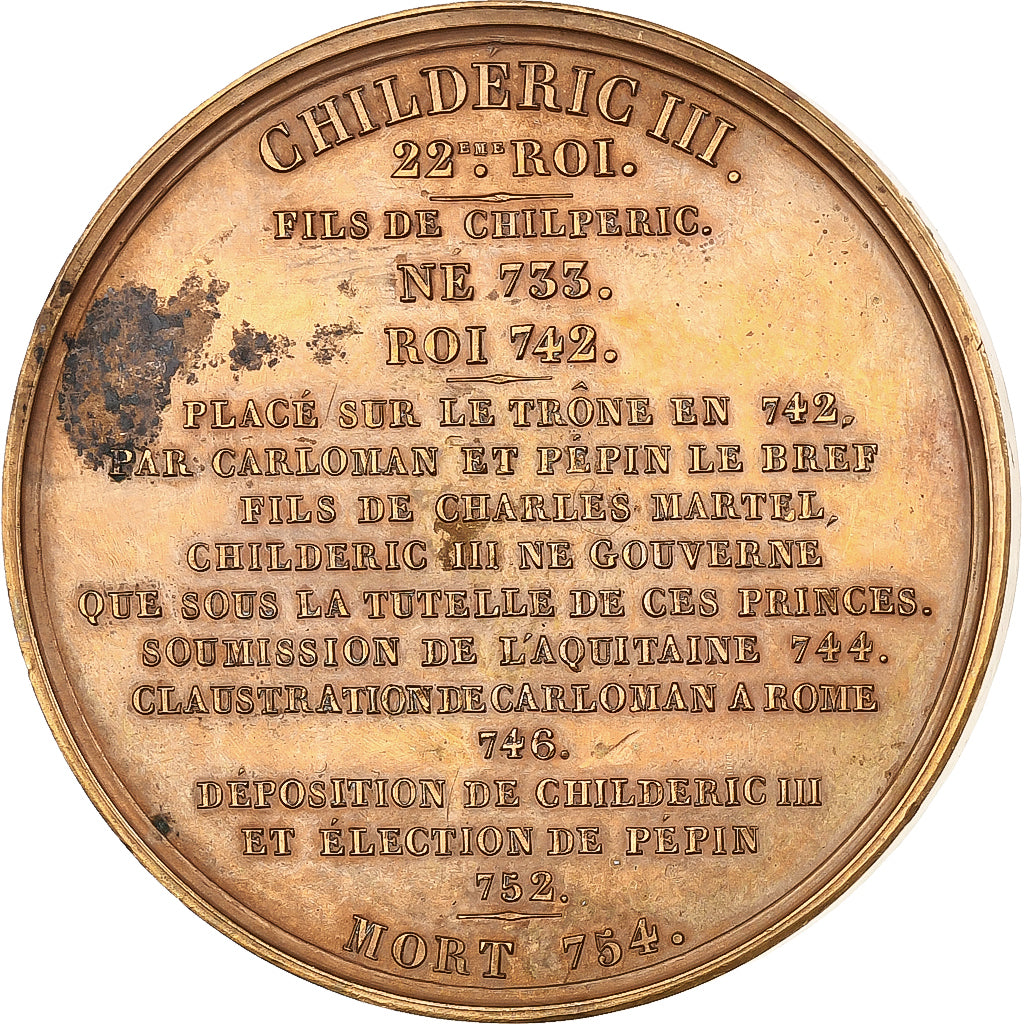 CHILDÉRIC III.
22EME. ROI.
FILS DE CHILPERIC.
NÉ 733.
ROI 742.
PLACÉ SUR LE TRÔNE EN 742,
PAR CARLOMAN ET PÉPIN LE BREF
FILS DE CHARLES MARTEL,
CHILDERIC III NE GOUVERNE
QUE SOUS LA TUTELLE DE CES PRINCES.
SOUMISSION DE L'AQUITAINE 744.
CLAUSTRATION DE CARLOMAN A ROME
746.
DÉPOSITION DE CHILDERIC III
ET ÉLECTION DE PÉPIN
752.
MORT 754.